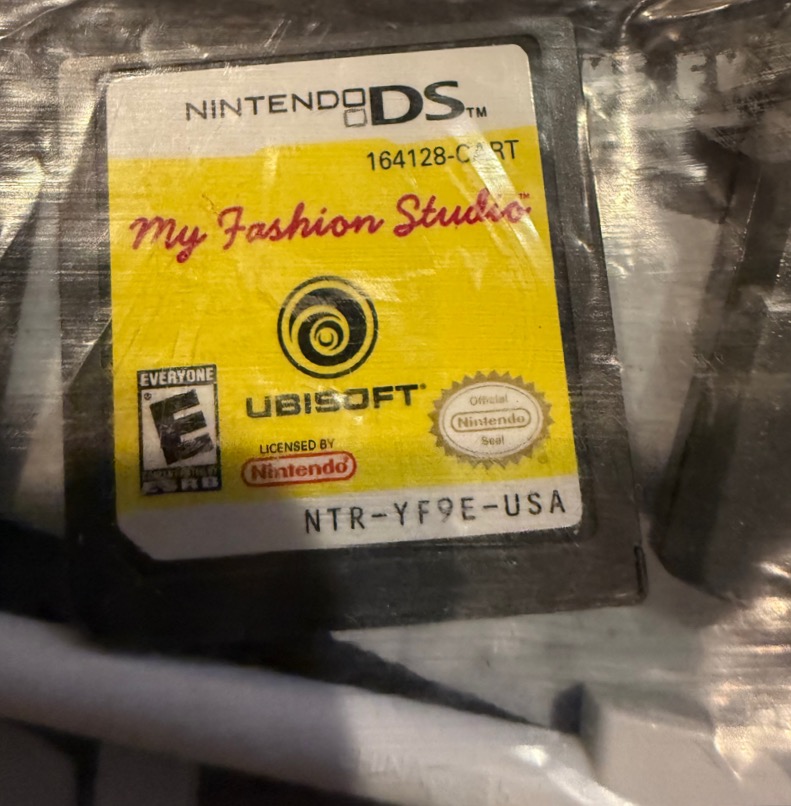 NINTENDO DS™
164128-CART
My Fashion Studio™
EVERYONE
E
ESRB
UBISOFT®
LICENSED BY
Nintendo
Official
Nintendo
Seal
NTR-YF9E-USA